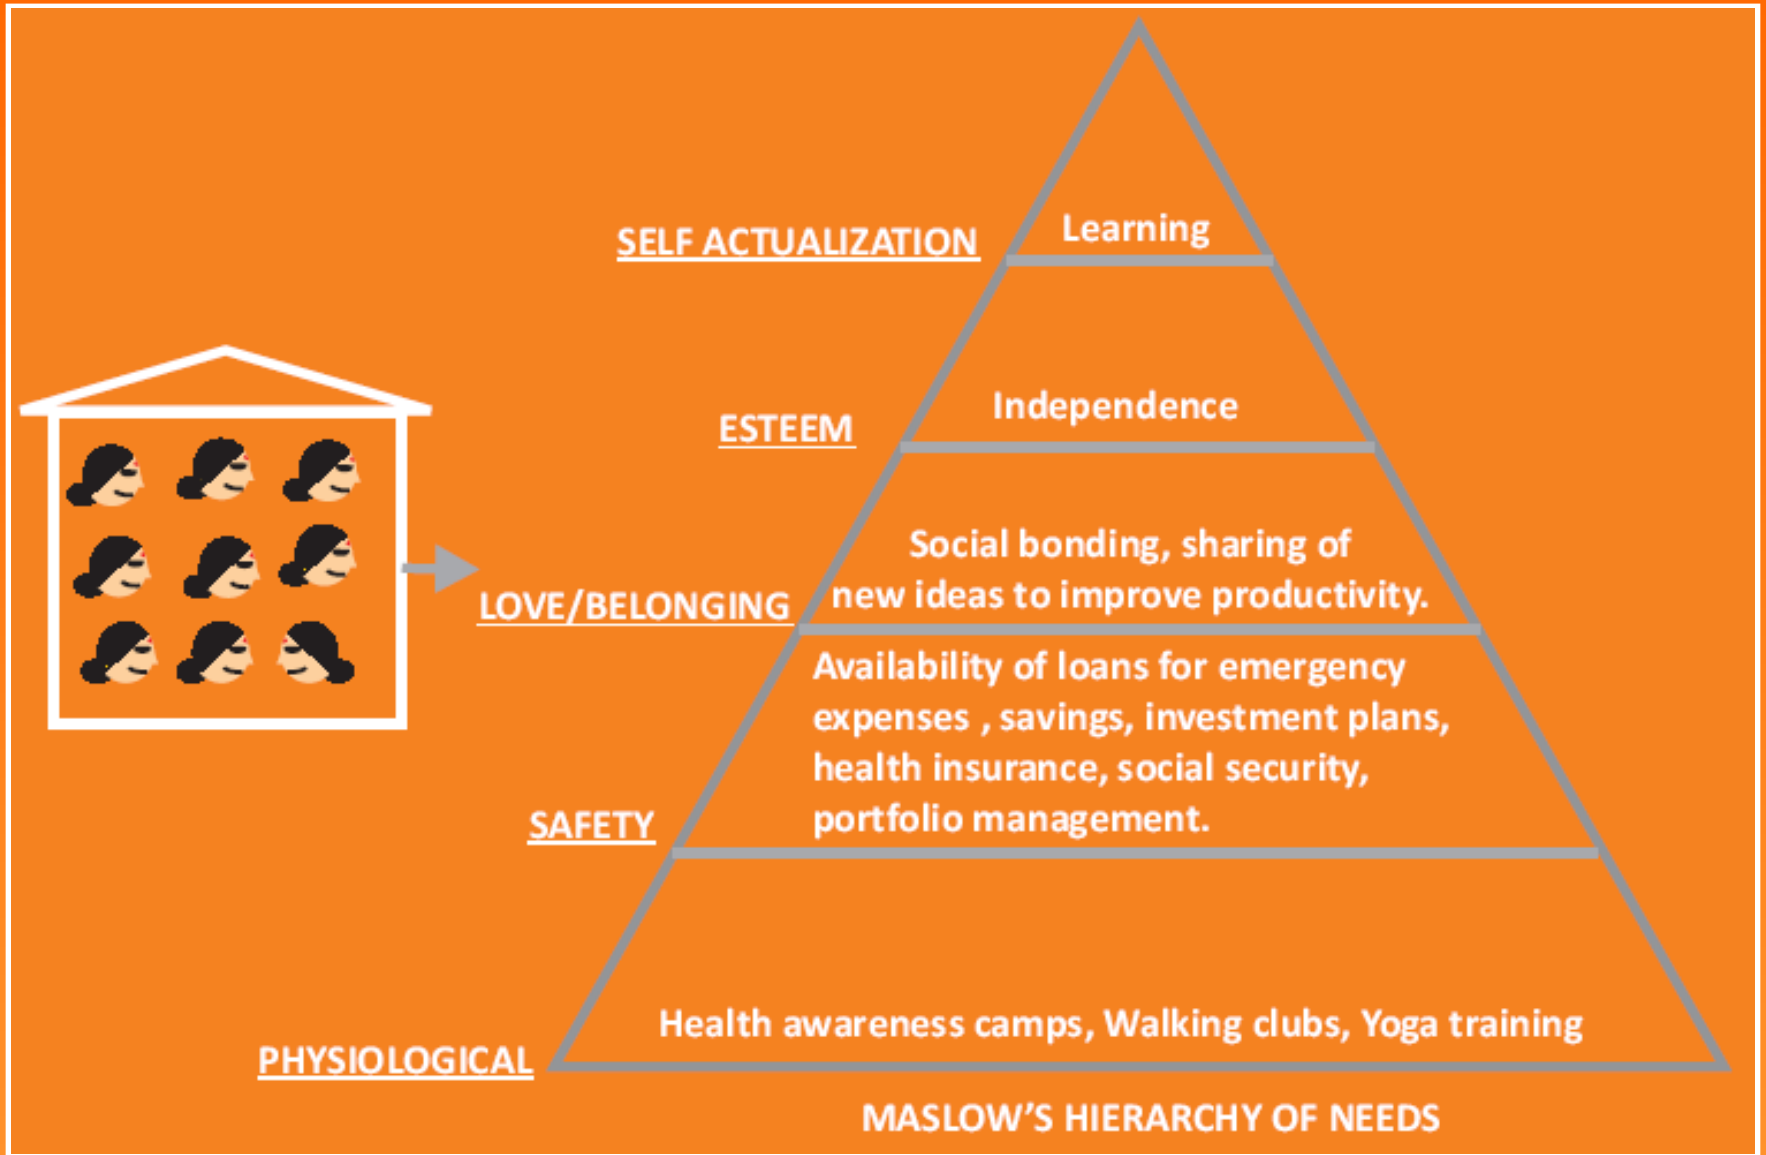 SELF ACTUALIZATION
Learning
ESTEEM
Independence
LOVE/BELONGING
Social bonding, sharing of
new ideas to improve productivity.
SAFETY
Availability of loans for emergency
expenses , savings, investment plans,
health insurance, social security,
portfolio management.
PHYSIOLOGICAL
Health awareness camps, Walking clubs, Yoga training
MASLOW’S HIERARCHY OF NEEDS